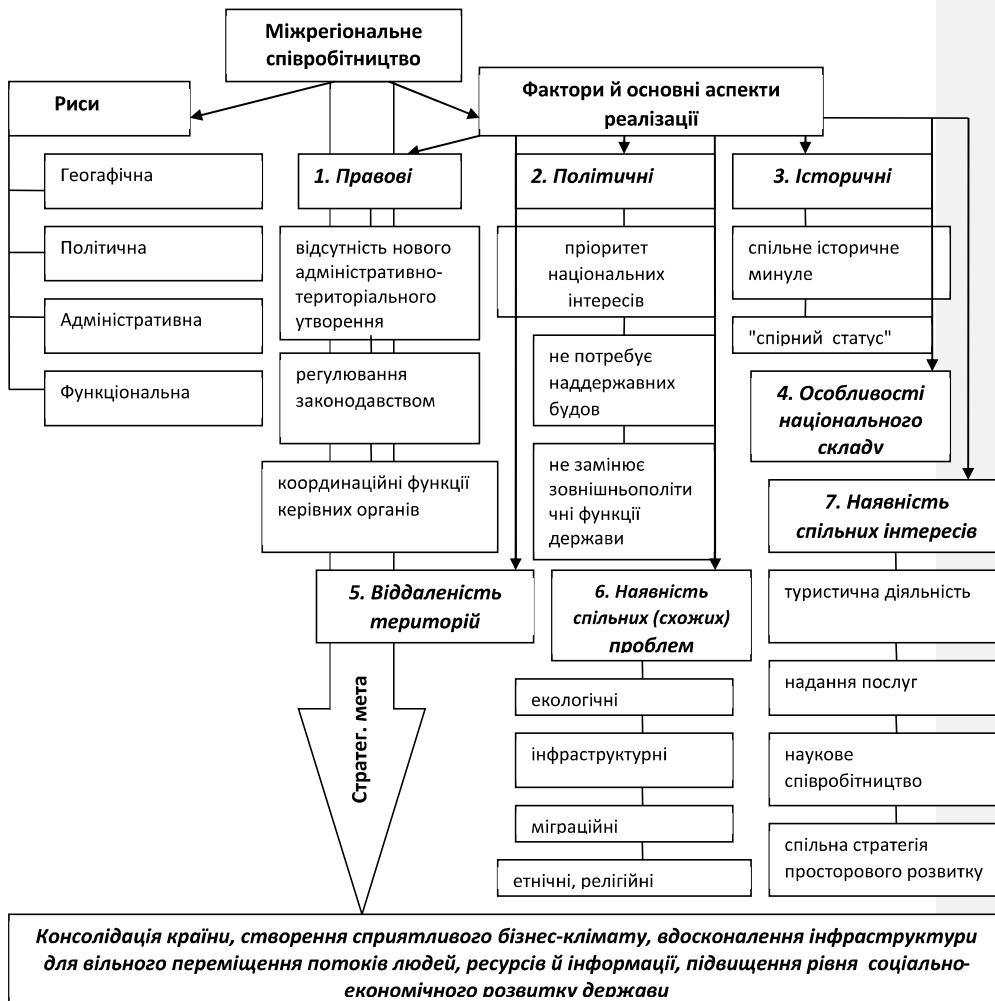 Міжрегіональне
співробітництво
Риси
Фактори й основні аспекти
реалізації
Геогафічна
Політична
Адміністративна
Функціональна
1. Правові
відсутність нового
адміністративно-
територіального
утворення
регулювання
законодавством
координаційні функції
керівних органів
2. Політичні
пріоритет
національних
інтересів
не потребує
наддержавних
будов
не замінює
зовнішньополіти
чні функції
держави
3. Історичні
спільне історичне
минуле
"спірний статус"
4. Особливості
національного
складу
5. Віддаленість
територій
6. Наявність
спільних (схожих)
проблем
екологічні
інфраструктурні
міграційні
етнічні, релігійні
7. Наявність
спільних інтересів
туристична діяльність
надання послуг
наукове
співробітництво
спільна стратегія
просторового розвитку
Стратег. мета
Консолідація країни, створення сприятливого бізнес-клімату, вдосконалення інфраструктури
для вільного переміщення потоків людей, ресурсів й інформації, підвищення рівня соціально-
економічного розвитку держави